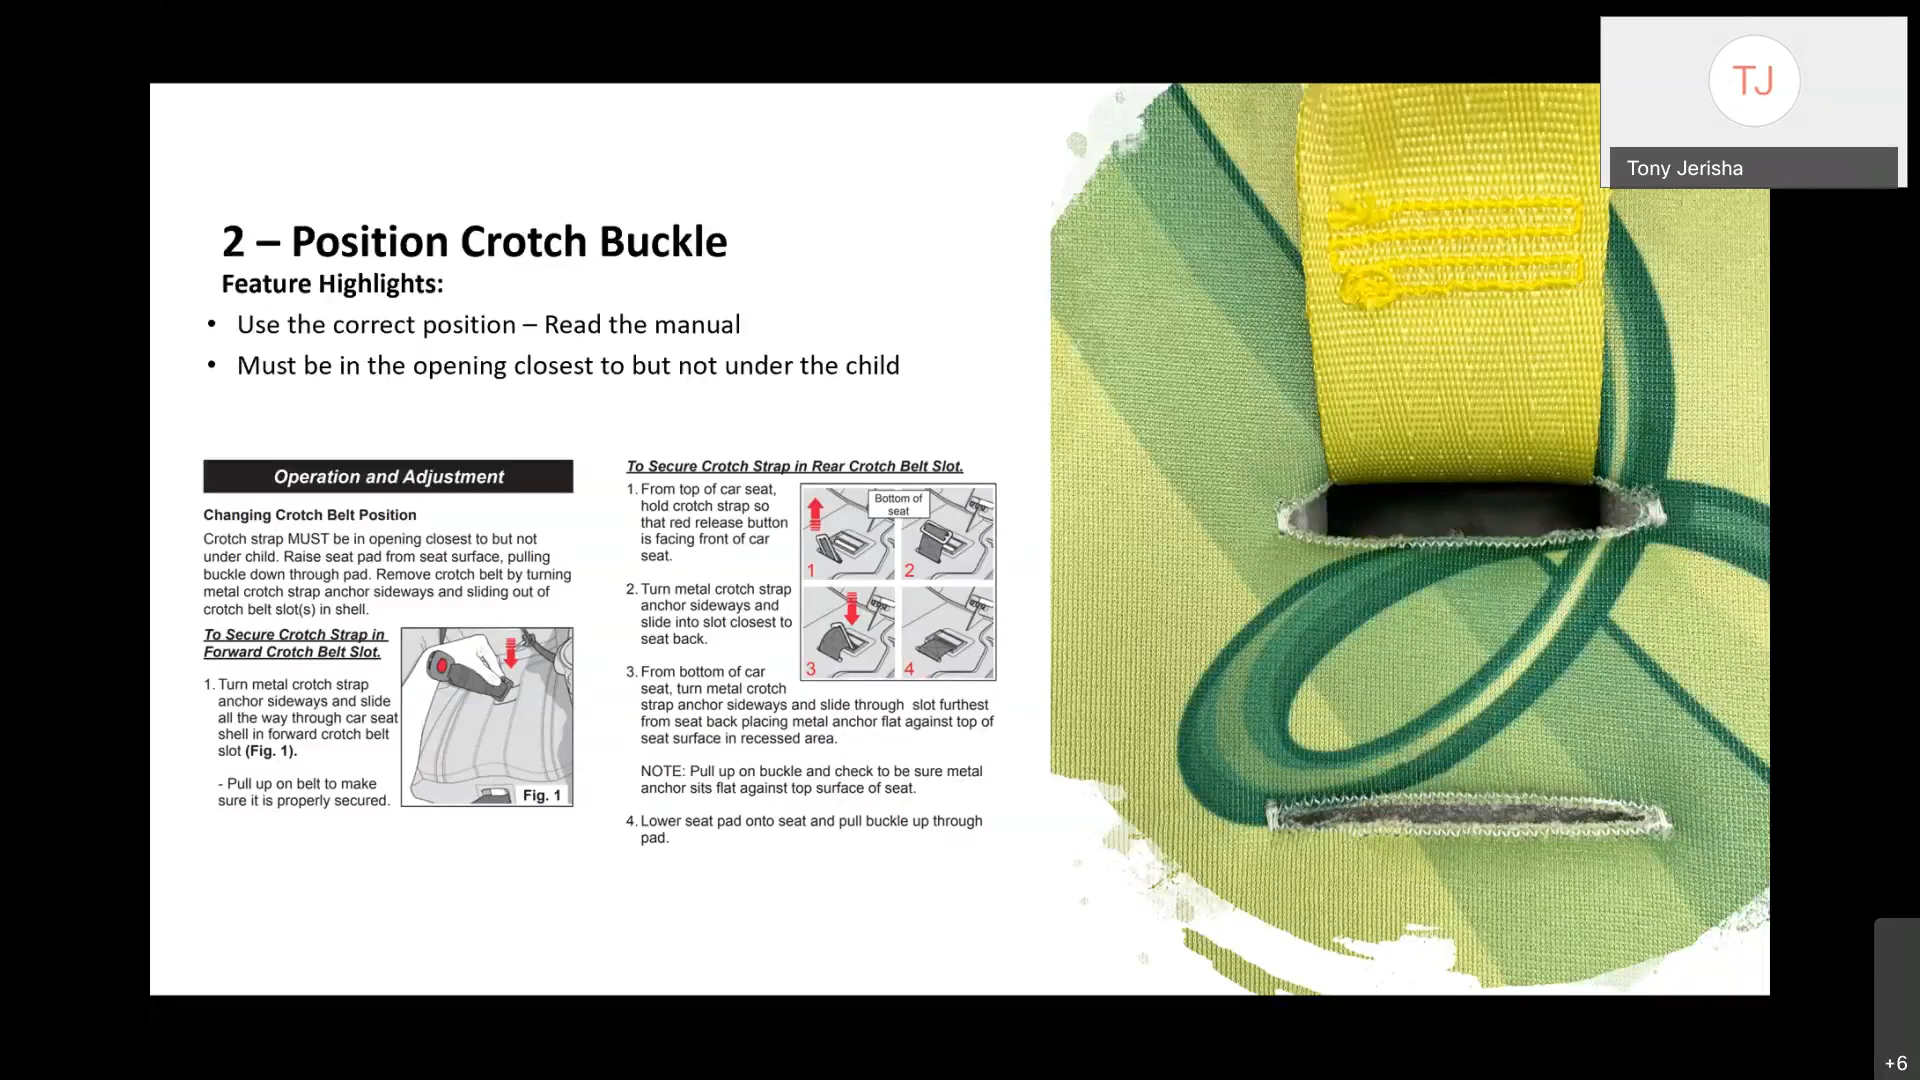 TJ
Tony Jerisha
2 – Position Crotch Buckle
Feature Highlights:
• Use the correct position – Read the manual
• Must be in the opening closest to but not under the child
Operation and Adjustment
Changing Crotch Belt Position
Crotch strap MUST be in opening closest to but not
under child. Raise seat pad from seat surface, pulling
buckle down through pad. Remove crotch belt by turning
metal crotch strap anchor sideways and sliding out of
crotch belt slot(s) in shell.
To Secure Crotch Strap in
Forward Crotch Belt Slot.
1. Turn metal crotch strap
anchor sideways and slide
all the way through car seat
shell in forward crotch belt
slot (Fig. 1).
- Pull up on belt to make
sure it is properly secured.
Fig. 1
To Secure Crotch Strap in Rear Crotch Belt Slot.
1. From top of car seat,
hold crotch strap so
that red release button
is facing front of car
seat.
2. Turn metal crotch strap
anchor sideways and
slide into slot closest to
seat back.
3. From bottom of car
seat, turn metal crotch
strap anchor sideways and slide through slot furthest
from seat back placing metal anchor flat against top of
seat surface in recessed area.
NOTE: Pull up on buckle and check to be sure metal
anchor sits flat against top surface of seat.
4. Lower seat pad onto seat and pull buckle up through
pad.
Bottom of
seat
1
2
3
4
+6